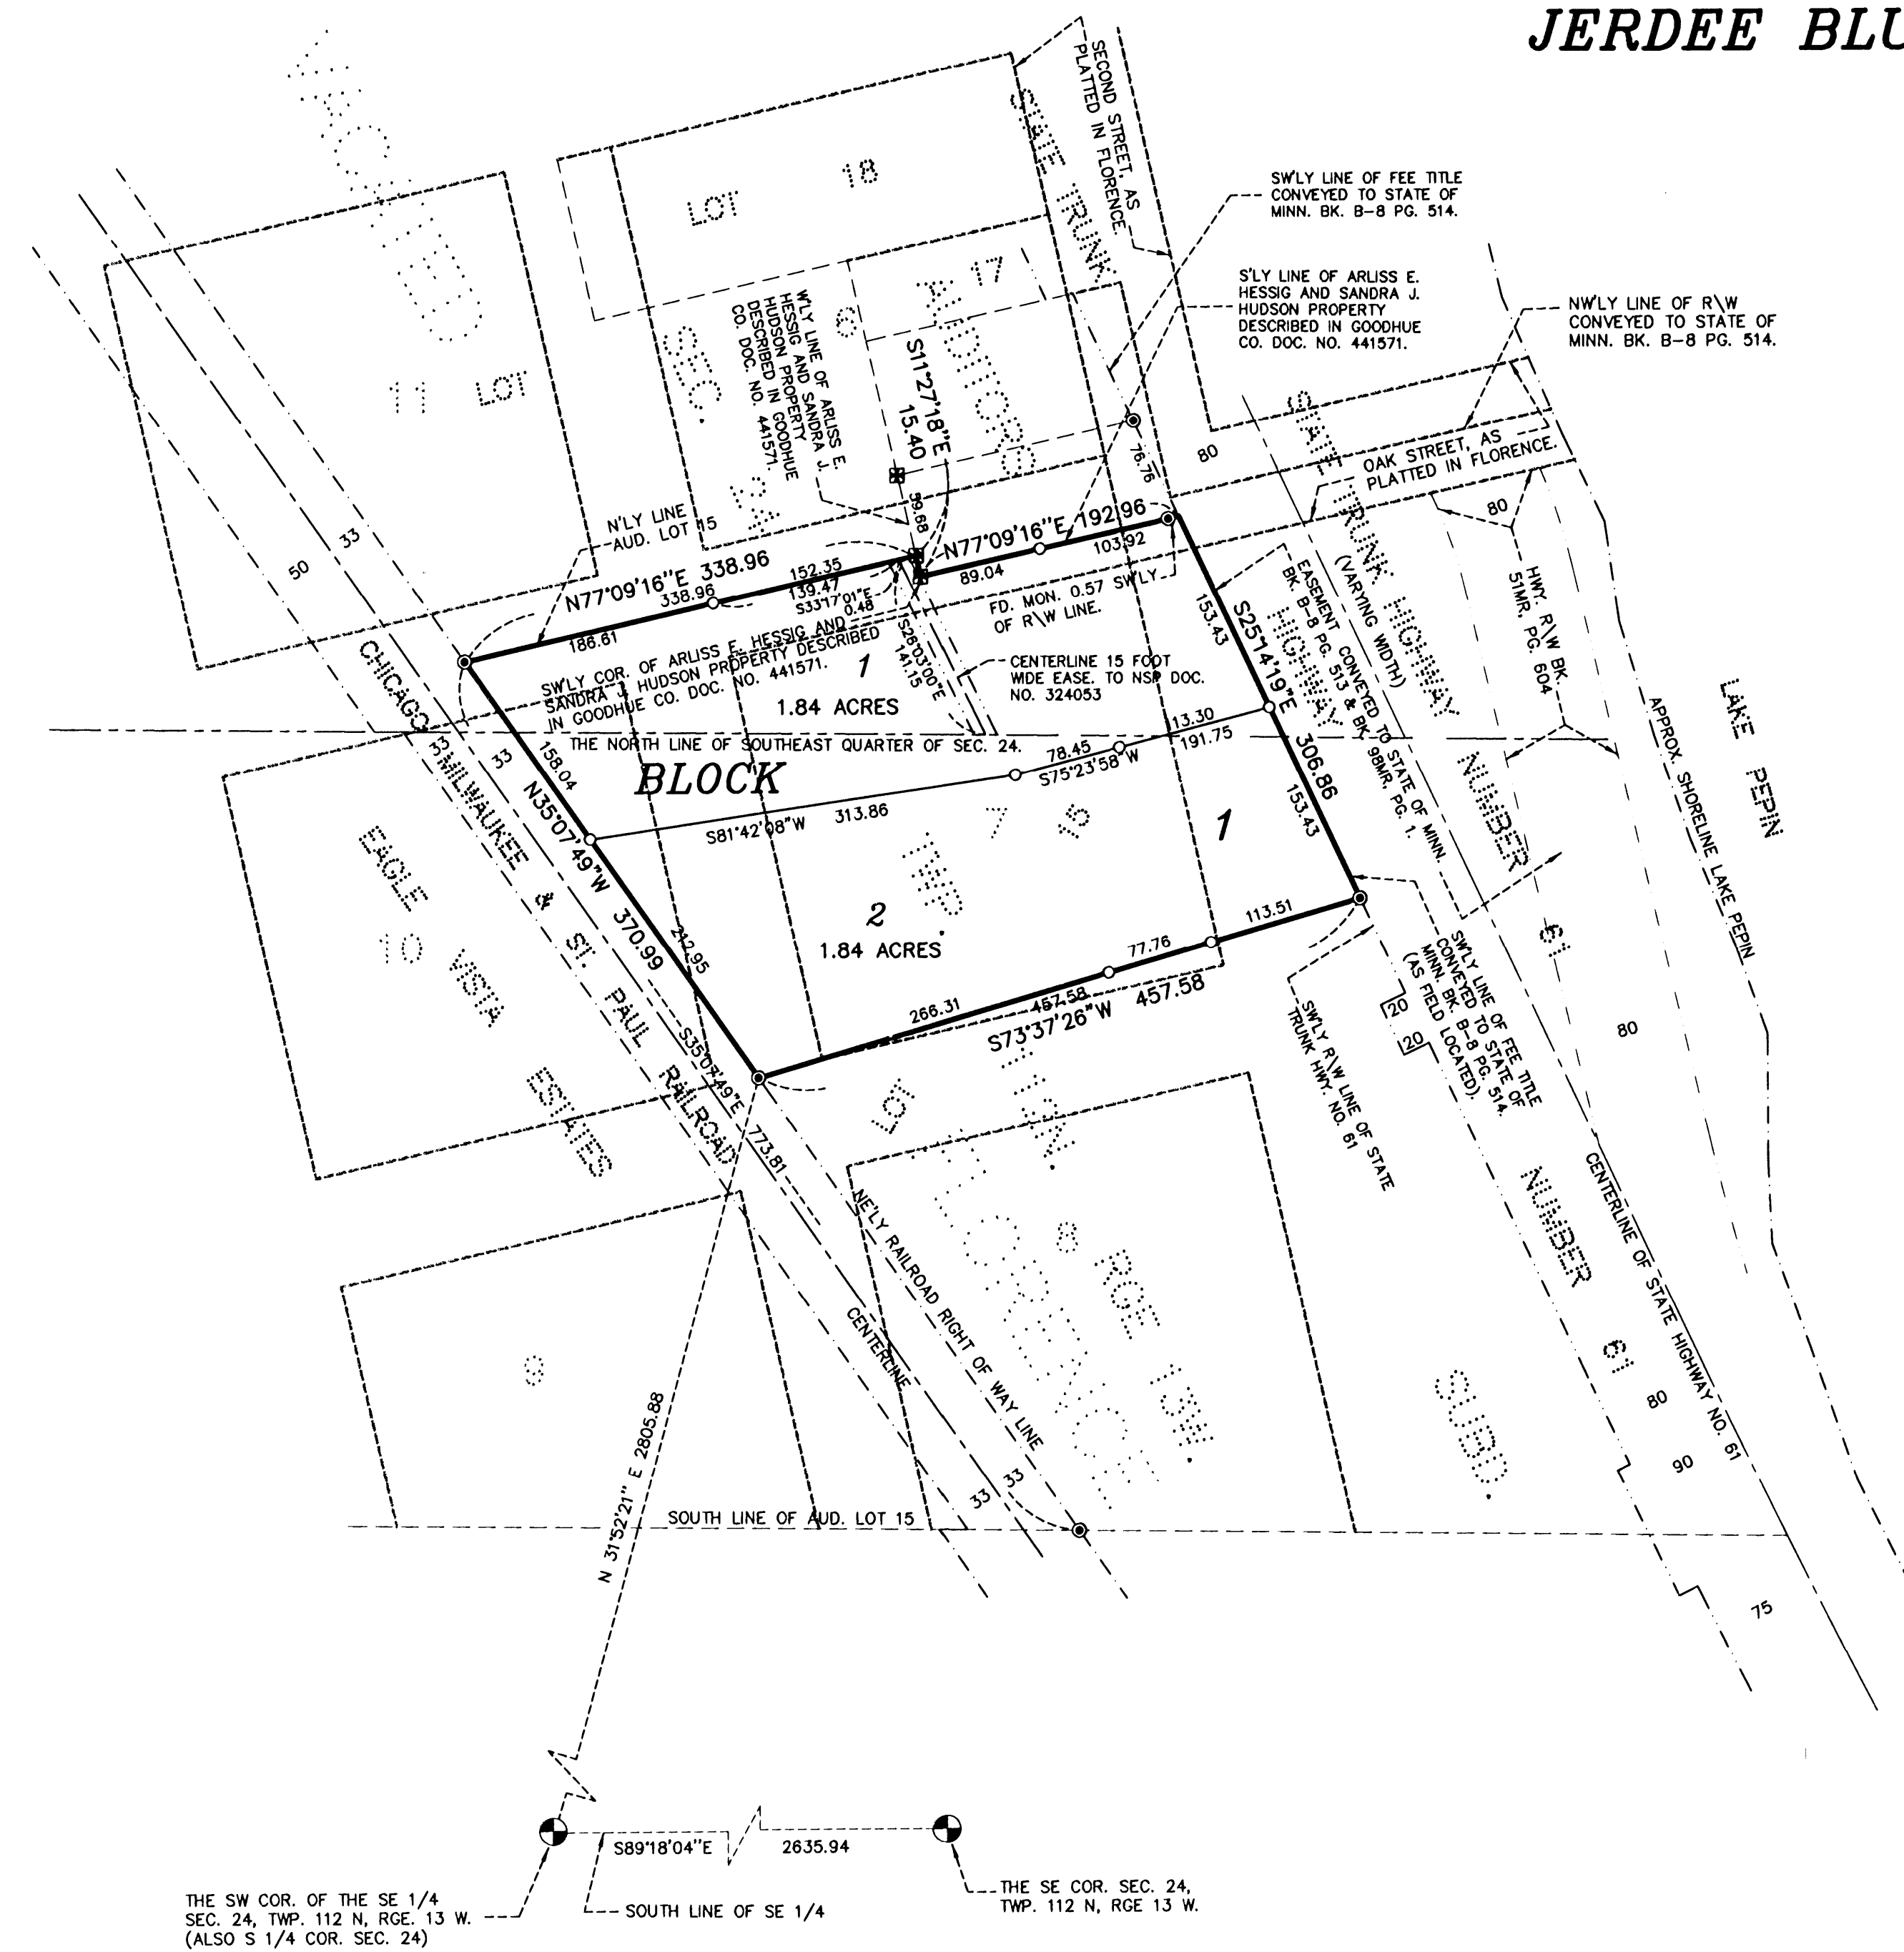 JERDEE BLU
SECOND STREET, AS
PLATTED IN FLORENCE.
STATE TRUNK
18
LOT
SW'LY LINE OF FEE TITLE
CONVEYED TO STATE OF
MINN. BK. B-8 PG. 514.
S'LY LINE OF ARLISS E.
HESSIG AND SANDRA J.
HUDSON PROPERTY
DESCRIBED IN GOODHUE
CO. DOC. NO. 441571.
NW'LY LINE OF R\W
CONVEYED TO STATE OF
MINN. BK. B-8 PG. 514.
VACATED
17
6
ADDITION
SEC.
24
11 LOT
W'LY LINE OF ARLISS E.
HESSIG AND SANDRA J.
HUDSON PROPERTY
DESCRIBED IN GOODHUE
CO. DOC. NO. 441571.
S11°27'18"E
15.40
59.68
76.76
80
OAK STREET, AS
PLATTED IN FLORENCE.
80
33
50
N'LY LINE
AUD. LOT 15
N77°09'16"E 338.96
338.96
152.35
139.47
186.61
S33°17'01"E
0.48
N77°09'16"E 192.96
103.92
89.04
FD. MON. 0.57 SW'LY
OF R\W LINE.
S26°03'00"E
141.15
SW'LY COR. OF ARLISS E. HESSIG AND
SANDRA J. HUDSON PROPERTY DESCRIBED
IN GOODHUE CO. DOC. NO. 441571.
1
1.84 ACRES
CENTERLINE 15 FOOT
WIDE EASE. TO NSP DOC.
NO. 324053
153.43
S25°14'19"E 306.86
153.43
EASEMENT CONVEYED TO STATE OF MINN.
BK. B-8 PG. 513 & BK. 98MR, PG. 1.
HIGHWAY
STATE TRUNK HIGHWAY NUMBER 61
(VARYING WIDTH)
HWY. R\W BK.
51MR, PG. 604
APPROX. SHORELINE LAKE PEPIN
LAKE PEPIN
THE NORTH LINE OF SOUTHEAST QUARTER OF SEC. 24.
BLOCK
1
13.30
78.45
191.75
S75°23'58"W
S81°42'08"W 313.86
7
15
CHICAGO, MILWAUKEE & ST. PAUL RAILROAD
33
33
158.04
N35°07'49"W 370.99
212.95
EAGLE VISTA ESTATES
10
TWP.
2
1.84 ACRES
113.51
77.76
266.31
457.58
S73°37'26"W 457.58
S35°07'49"E 773.81
LOT
112N.
SW'LY LINE OF FEE TITLE
CONVEYED TO STATE OF
MINN. BK. B-8 PG. 514.
(AS FIELD LOCATED).
20
20
SW'LY R\W LINE OF STATE
TRUNK HWY. NO. 61
80
NUMBER 61
CENTERLINE OF STATE HIGHWAY NO. 61
FLORENCE
8
RGE 13W.
9
NE'LY RAILROAD RIGHT OF WAY LINE
CENTERLINE
SUBD.
80
90
75
33
33
N 31°52'21" E 2805.88
SOUTH LINE OF AUD. LOT 15
S89°18'04"E
2635.94
THE SW COR. OF THE SE 1/4
SEC. 24, TWP. 112 N, RGE. 13 W.
(ALSO S 1/4 COR. SEC. 24)
SOUTH LINE OF SE 1/4
THE SE COR. SEC. 24,
TWP. 112 N, RGE 13 W.